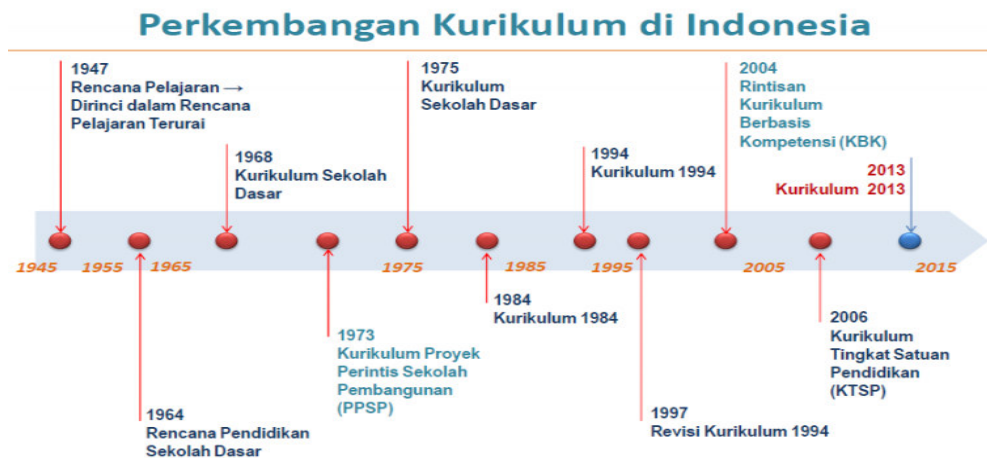 Perkembangan Kurikulum di Indonesia
1947
Rencana Pelajaran →
Dirinci dalam Rencana
Pelajaran Terurai
1968
Kurikulum Sekolah
Dasar
1975
Kurikulum
Sekolah Dasar
1994
Kurikulum 1994
2004
Rintisan
Kurikulum
Berbasis
Kompetensi (KBK)
2013
Kurikulum 2013
1945
1955
1965
1975
1985
1995
2005
2015
1964
Rencana Pendidikan
Sekolah Dasar
1973
Kurikulum Proyek
Perintis Sekolah
Pembangunan
(PPSP)
1984
Kurikulum 1984
1997
Revisi Kurikulum 1994
2006
Kurikulum
Tingkat Satuan
Pendidikan
(KTSP)